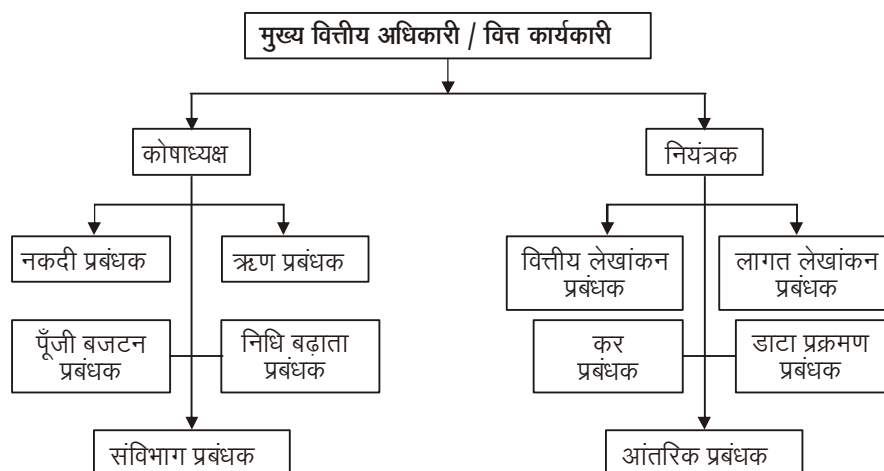 मुख्य वित्तीय अधिकारी / वित्त कार्यकारी
कोषाध्यक्ष
नियंत्रक
नकदी प्रबंधक
ऋण प्रबंधक
वित्तीय लेखांकन
प्रबंधक
लागत लेखांकन
प्रबंधक
पूँजी बजटन
प्रबंधक
निधि बढ़ाता
प्रबंधक
कर
प्रबंधक
डाटा प्रक्रमण
प्रबंधक
संविभाग प्रबंधक
आंतरिक प्रबंधक